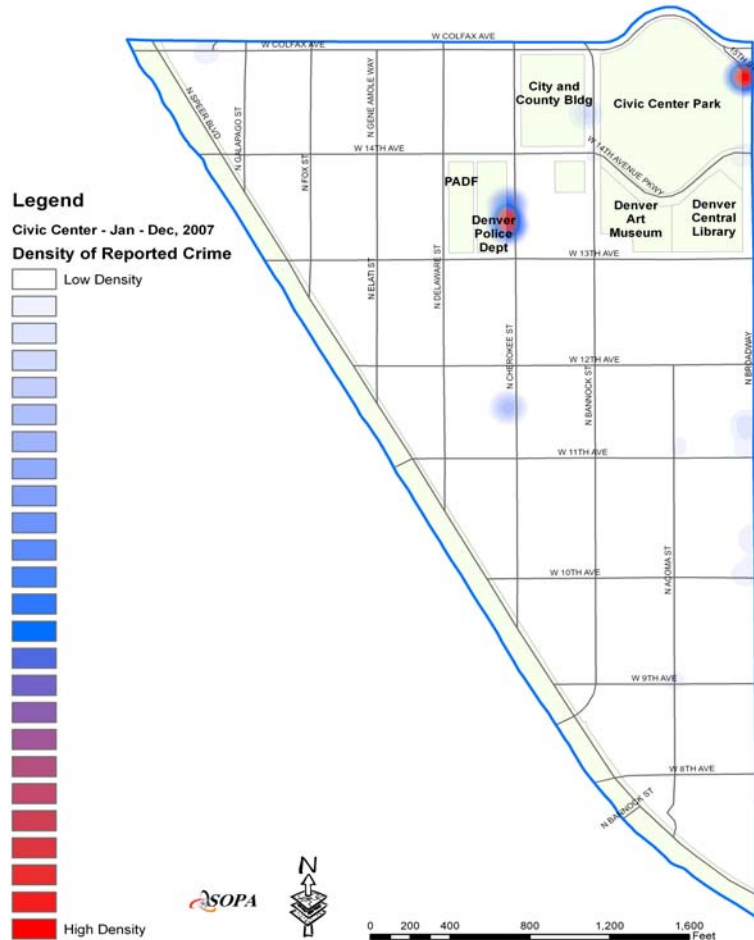 W COLFAX AVE
W COLFAX AVE
15TH ST
N SPEER BLVD
N GALAPAGO ST
N FOX ST
N GENE AMOLE WAY
City and
County Bldg
Civic Center Park
W 14TH AVE
W 14TH AVENUE PKWY
PADF
Denver
Police
Dept
Denver
Art
Museum
Denver
Central
Library
W 13TH AVE
N ELATI ST
N DELAWARE ST
N CHEROKEE ST
N BANNOCK ST
N BROADWAY
W 12TH AVE
W 11TH AVE
W 10TH AVE
N ACOMA ST
W 9TH AVE
W 8TH AVE
N BANNOCK ST
Legend
Civic Center - Jan - Dec, 2007
Density of Reported Crime
Low Density
High Density
SOPA
N
0 200 400 800 1,200 1,600
Feet